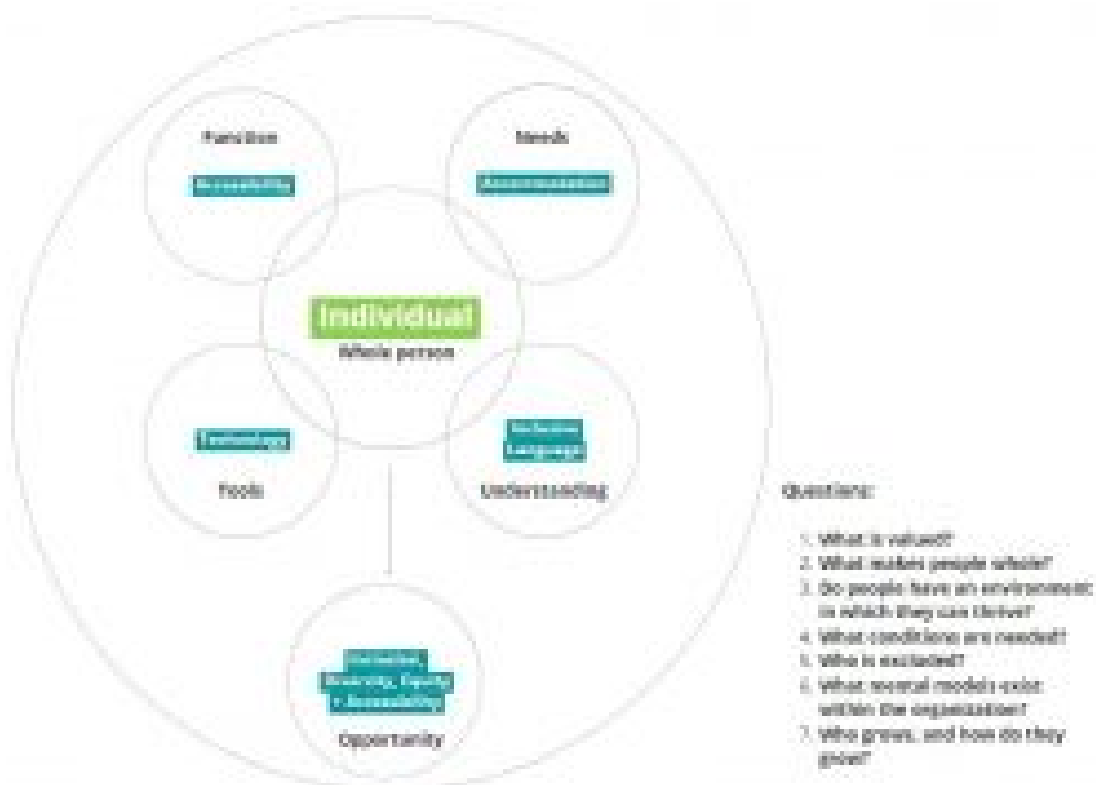 Function
Accessibility
Needs
Accommodation
Individual
Whole person
Technology
Tools
Inclusive
Language
Understanding
Inclusion,
Diversity, Equity
+ Accessibility
Opportunity
Questions:
1. What is valued?
2. What makes people whole?
3. Do people have an environment
in which they can thrive?
4. What conditions are needed?
5. Who is excluded?
6. What mental models exist
within the organization?
7. Who grows, and how do they
grow?